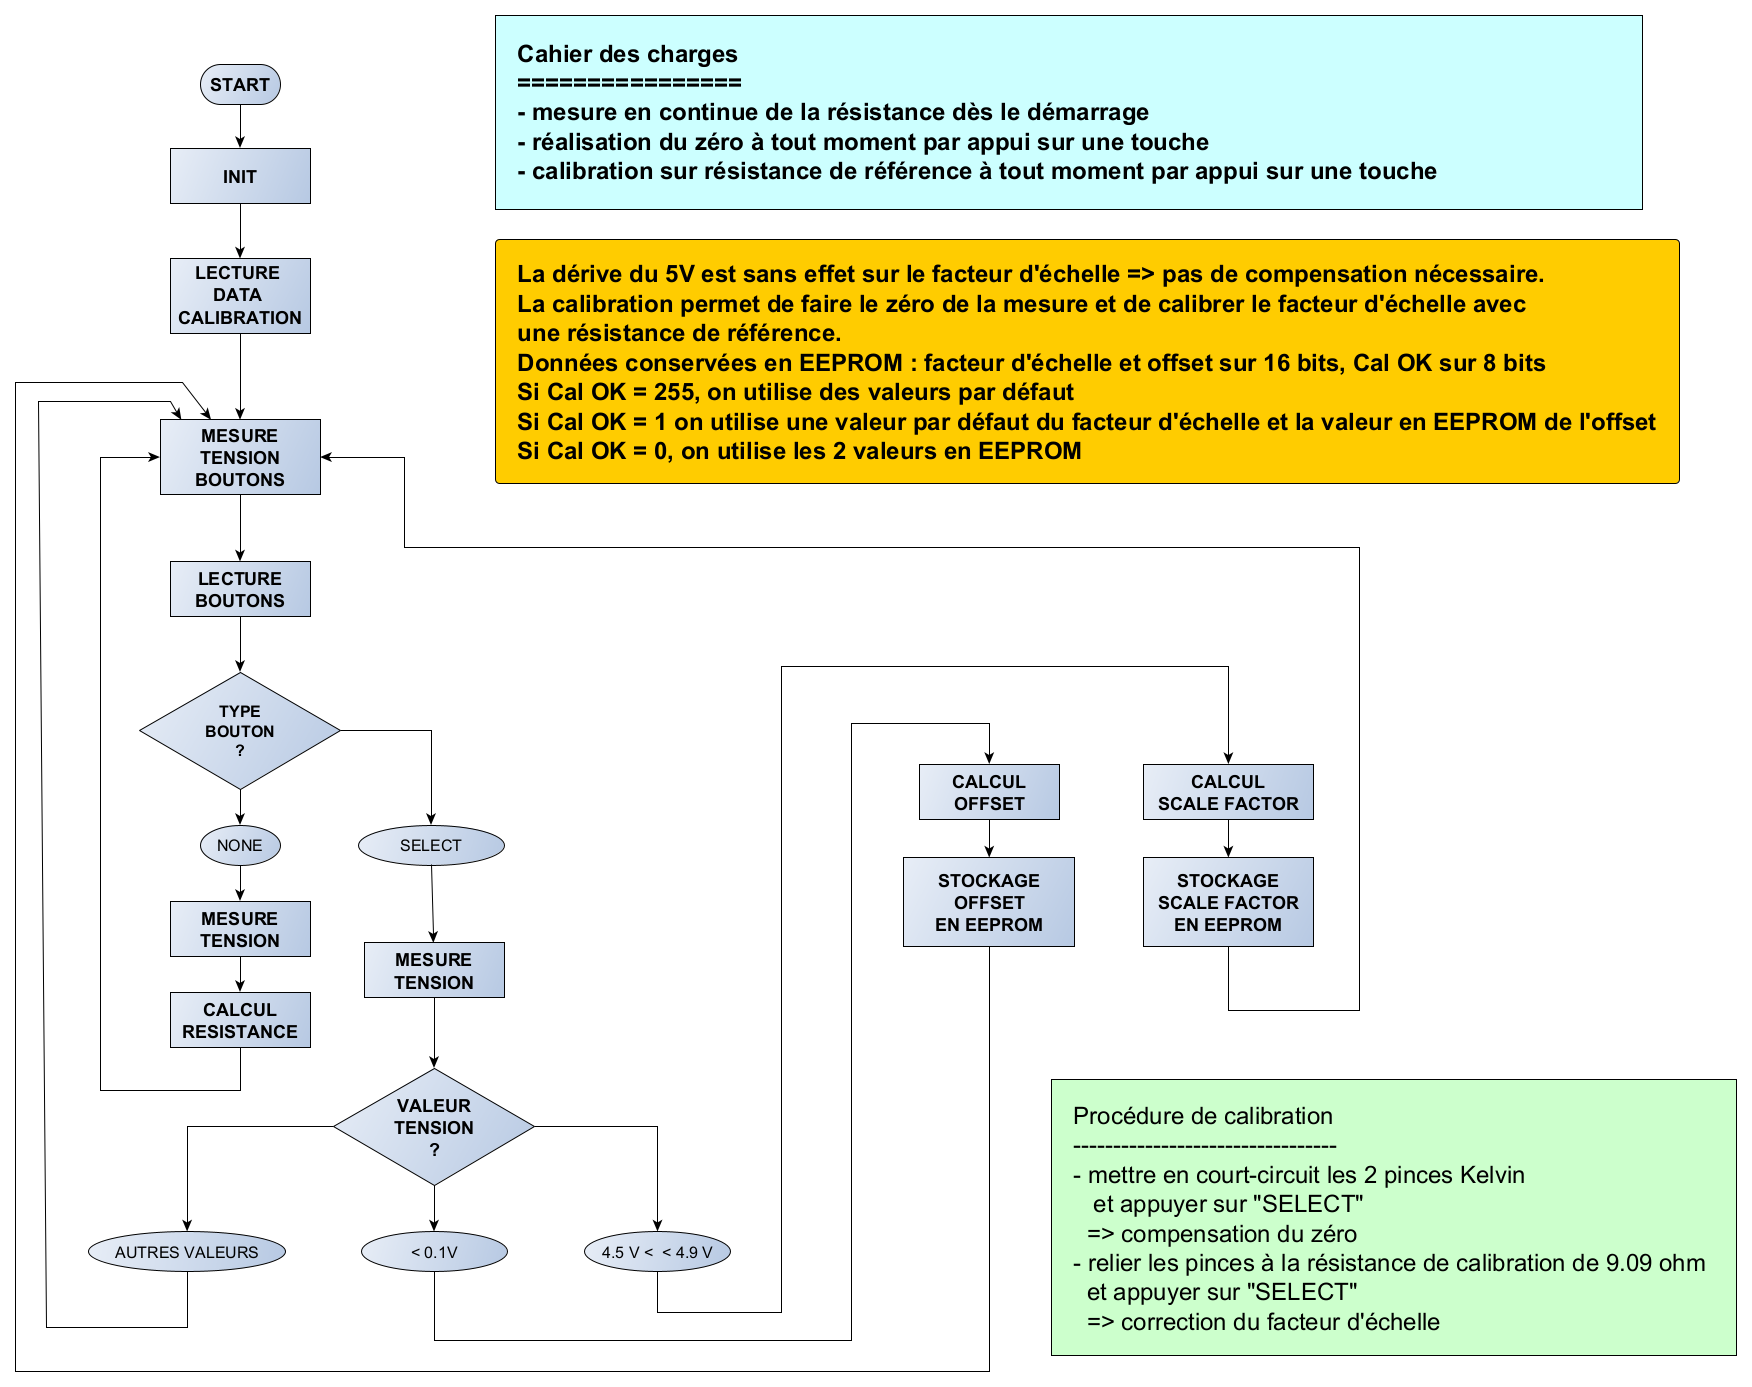 START
INIT
LECTURE
DATA
CALIBRATION
MESURE
TENSION
BOUTONS
LECTURE
BOUTONS
TYPE
BOUTON
?
NONE
SELECT
MESURE
TENSION
CALCUL
RESISTANCE
MESURE
TENSION
VALEUR
TENSION
?
AUTRES VALEURS
< 0.1V
4.5 V <  < 4.9 V
CALCUL
OFFSET
STOCKAGE
OFFSET
EN EEPROM
CALCUL
SCALE FACTOR
STOCKAGE
SCALE FACTOR
EN EEPROM
Cahier des charges
================
- mesure en continue de la résistance dès le démarrage
- réalisation du zéro à tout moment par appui sur une touche
- calibration sur résistance de référence à tout moment par appui sur une touche
La dérive du 5V est sans effet sur le facteur d'échelle => pas de compensation nécessaire.
La calibration permet de faire le zéro de la mesure et de calibrer le facteur d'échelle avec
une résistance de référence.
Données conservées en EEPROM : facteur d'échelle et offset sur 16 bits, Cal OK sur 8 bits
Si Cal OK = 255, on utilise des valeurs par défaut
Si Cal OK = 1 on utilise une valeur par défaut du facteur d'échelle et la valeur en EEPROM de l'offset
Si Cal OK = 0, on utilise les 2 valeurs en EEPROM
Procédure de calibration
---------------------------------
- mettre en court-circuit les 2 pinces Kelvin
et appuyer sur "SELECT"
=> compensation du zéro
- relier les pinces à la résistance de calibration de 9.09 ohm
et appuyer sur "SELECT"
=> correction du facteur d'échelle